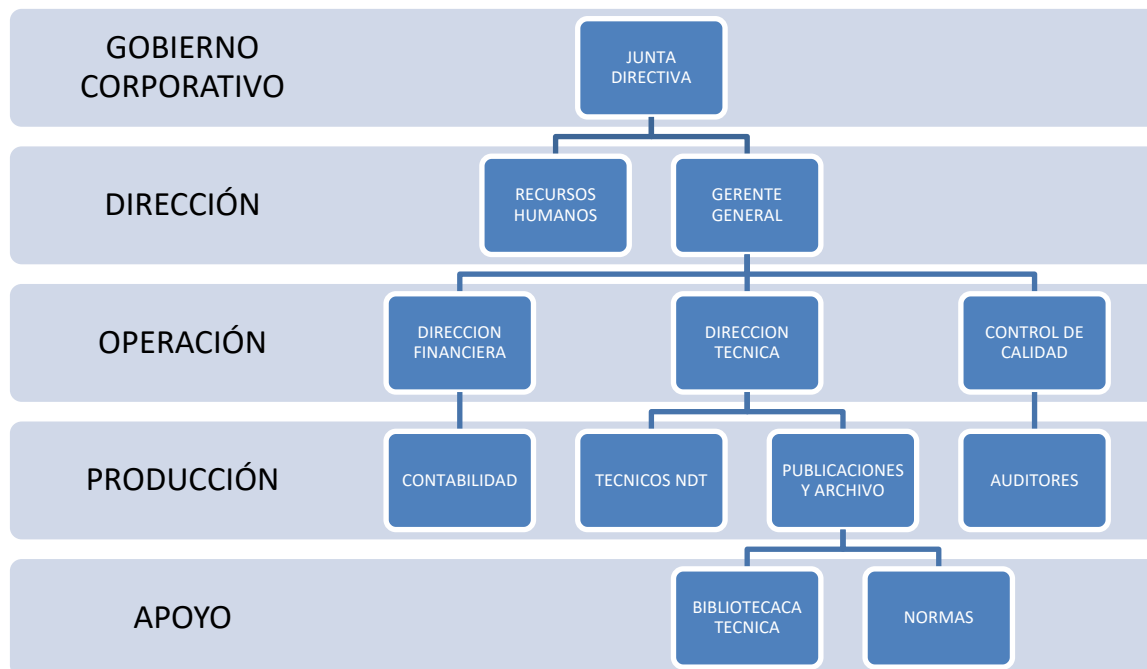 GOBIERNO
CORPORATIVO
JUNTA
DIRECTIVA
DIRECCIÓN
RECURSOS
HUMANOS
GERENTE
GENERAL
OPERACIÓN
DIRECCION
FINANCIERA
DIRECCION
TECNICA
CONTROL DE
CALIDAD
PRODUCCIÓN
CONTABILIDAD
TECNICOS NDT
PUBLICACIONES
Y ARCHIVO
AUDITORES
APOYO
BIBLIOTECACA
TECNICA
NORMAS